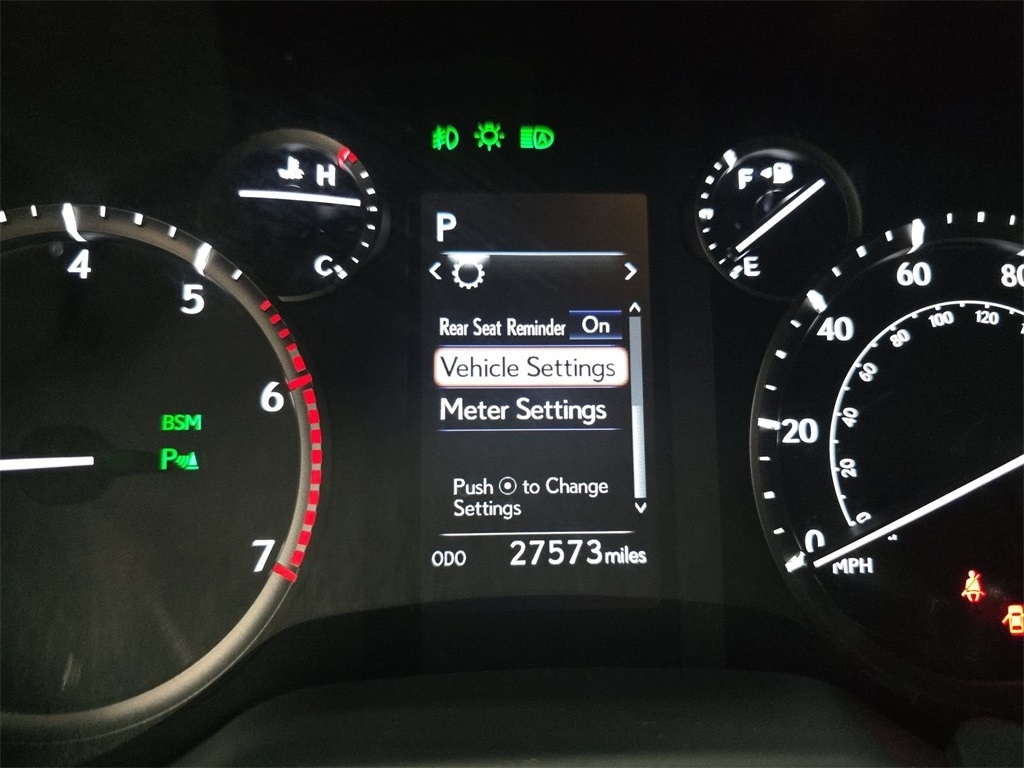 H
F
P
C
E
4
5
60
80
Rear Seat Reminder On
100
120
40
80
Vehicle Settings
60
6
Meter Settings
40
BSM
20
P
20
Push to Change
Settings
0
7
ODO 27573 miles
0
MPH
A